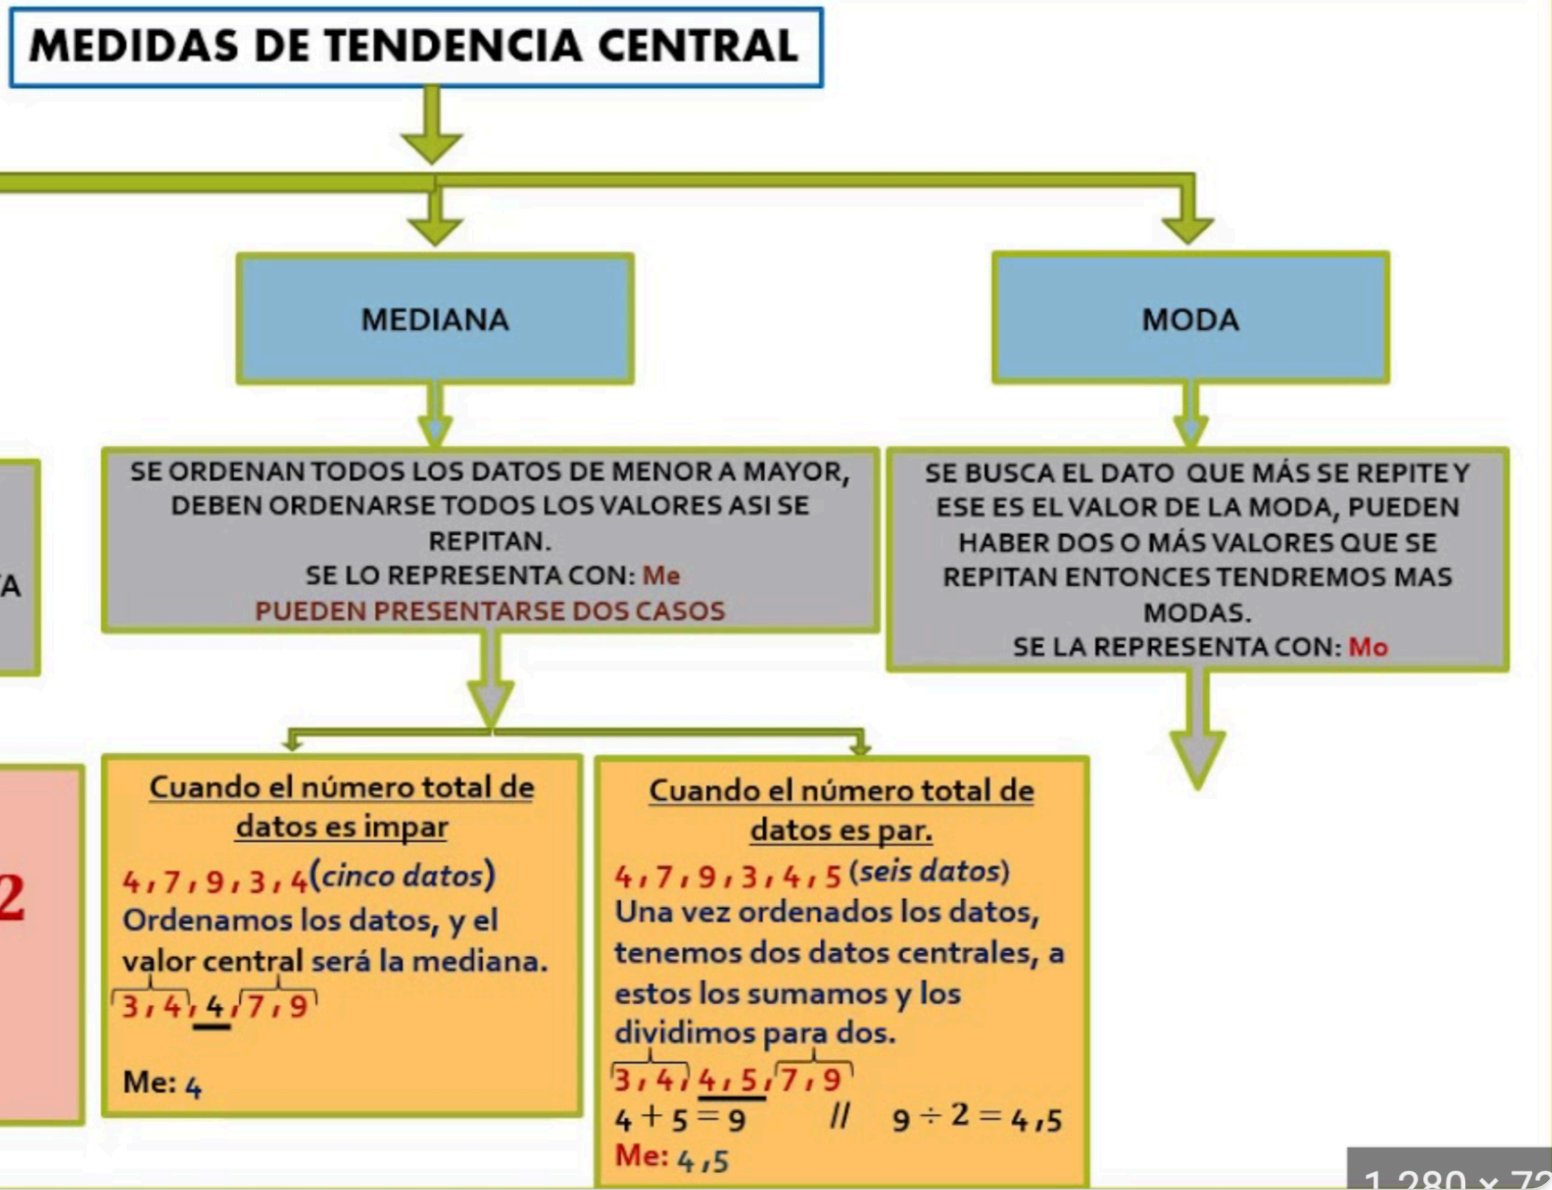 MEDIDAS DE TENDENCIA CENTRAL
MEDIANA
MODA
SE ORDENAN TODOS LOS DATOS DE MENOR A MAYOR,
DEBEN ORDENARSE TODOS LOS VALORES ASI SE
REPITAN.
SE LO REPRESENTA CON: Me
PUEDEN PRESENTARSE DOS CASOS
SE BUSCA EL DATO QUE MÁS SE REPITE Y
ESE ES EL VALOR DE LA MODA, PUEDEN
HABER DOS O MÁS VALORES QUE SE
REPITAN ENTONCES TENDREMOS MAS
MODAS.
SE LA REPRESENTA CON: Mo
Cuando el número total de
datos es impar
4, 7, 9, 3, 4 (cinco datos)
Ordenamos los datos, y el
valor central será la mediana.
3, 4, 4, 7, 9
Me: 4
Cuando el número total de
datos es par.
4, 7, 9, 3, 4, 5 (seis datos)
Una vez ordenados los datos,
tenemos dos datos centrales, a
estos los sumamos y los
dividimos para dos.
3, 4, 4, 5, 7, 9
4 + 5 = 9 // 9 ÷ 2 = 4,5
Me: 4,5
2
A